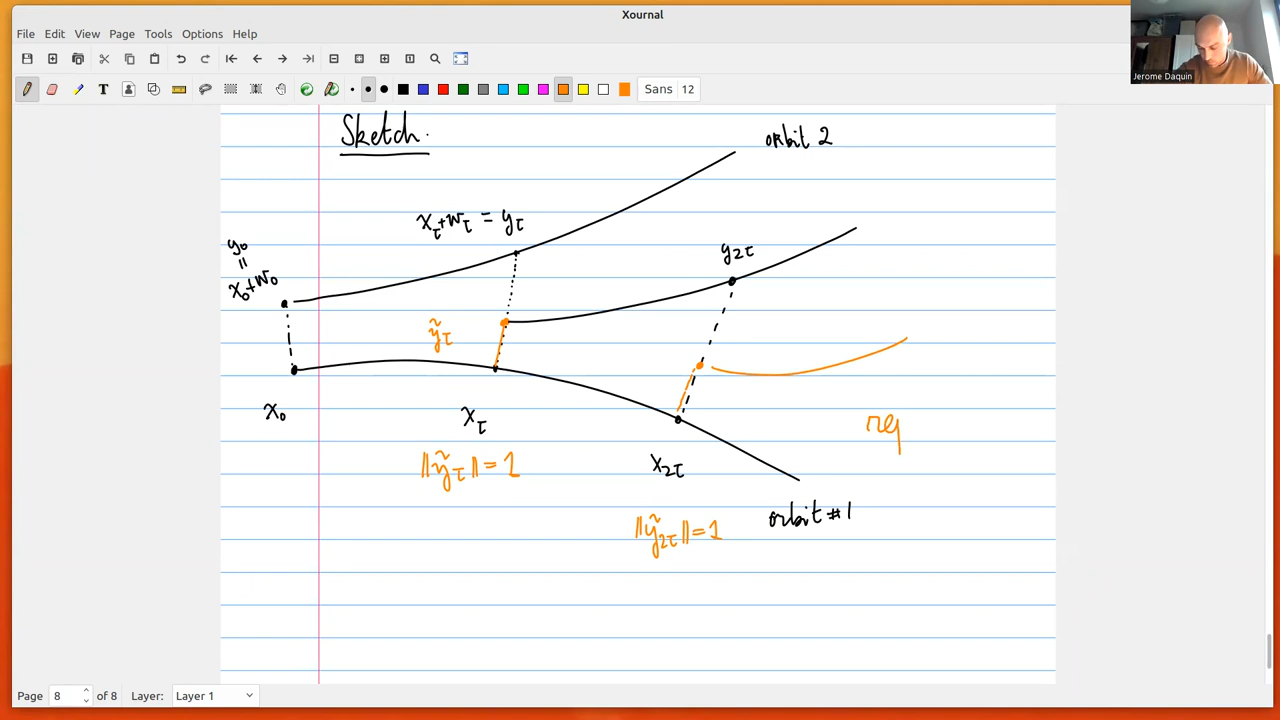 Xournal
File Edit View Page Tools Options Help
Sans 12
Jerome Daquin
Sketch.
orbit 2
x_τ+w_τ = y_τ
y_0
=
x_0+w_0
y_2τ
ỹ_τ
x_0
x_τ
req
||ỹ_τ|| = 1
x_2τ
orbit #1
||ỹ_2τ|| = 1
Page 8 of 8 Layer: Layer 1